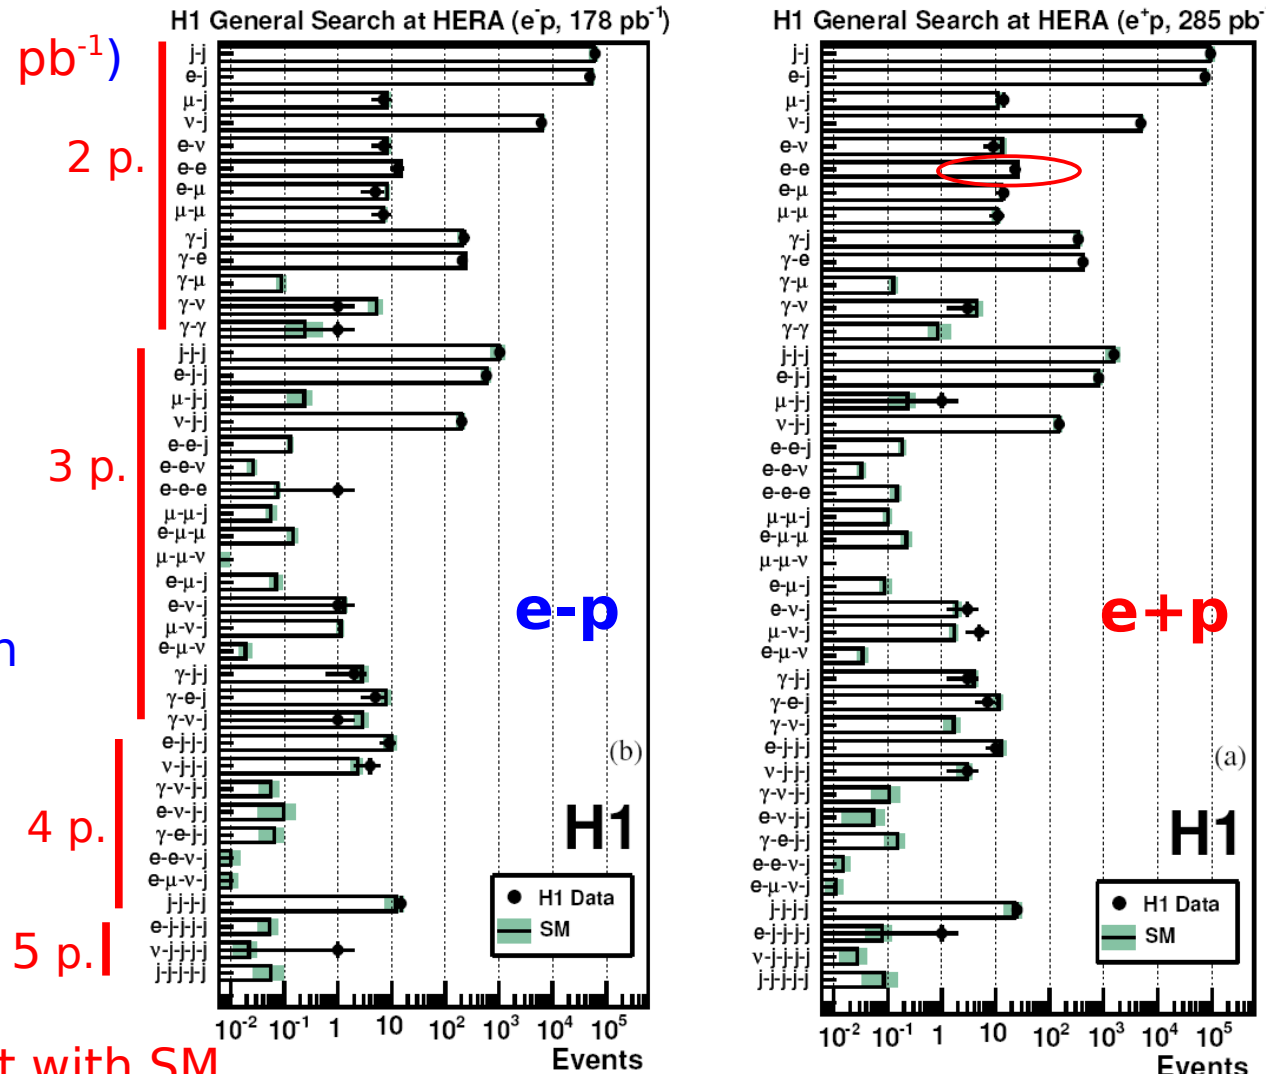 H1 General Search at HERA (e-p, 178 pb-1)
pb-1)
2 p.
3 p.
4 p.
5 p.
j-j
e-j
μ-j
ν-j
e-ν
e-e
e-μ
μ-μ
γ-j
γ-e
γ-μ
γ-ν
γ-γ
j-j-j
e-j-j
μ-j-j
ν-j-j
e-e-j
e-e-ν
e-e-e
μ-μ-j
e-μ-μ
μ-μ-ν
e-μ-j
e-ν-j
μ-ν-j
e-μ-ν
γ-j-j
γ-e-j
γ-ν-j
e-j-j-j
ν-j-j-j
γ-ν-j-j
e-ν-j-j
γ-e-j-j
e-e-ν-j
e-μ-ν-j
j-j-j-j
e-j-j-j-j
ν-j-j-j-j
j-j-j-j-j
e-p
(b)
H1
H1 Data
SM
10-2 10-1 1 10 102 103 104 105
Events
H1 General Search at HERA (e+p, 285 pb-
j-j
e-j
μ-j
ν-j
e-ν
e-e
e-μ
μ-μ
γ-j
γ-e
γ-μ
γ-ν
γ-γ
j-j-j
e-j-j
μ-j-j
ν-j-j
e-e-j
e-e-ν
e-e-e
μ-μ-j
e-μ-μ
μ-μ-ν
e-μ-j
e-ν-j
μ-ν-j
e-μ-ν
γ-j-j
γ-e-j
γ-ν-j
e-j-j-j
ν-j-j-j
γ-ν-j-j
e-ν-j-j
γ-e-j-j
e-e-ν-j
e-μ-ν-j
j-j-j-j
e-j-j-j-j
ν-j-j-j-j
j-j-j-j-j
e+p
(a)
H1
H1 Data
SM
10-2 10-1 1 10 102 103 104 105
Events
with SM